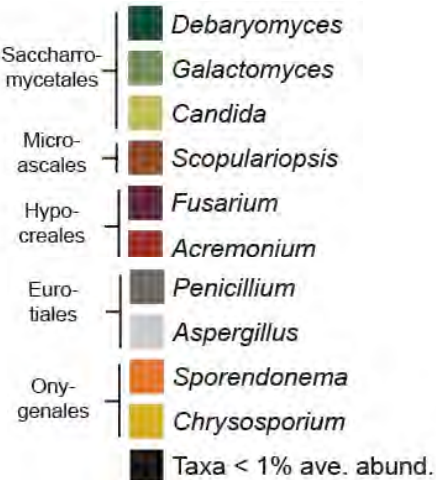 Saccharro-
mycetales
Debaryomyces
Galactomyces
Candida
Micro-
ascales
Scopulariopsis
Hypo-
creales
Fusarium
Acremonium
Euro-
tiales
Penicillium
Aspergillus
Ony-
genales
Sporendonema
Chrysosporium
Taxa < 1% ave. abund.